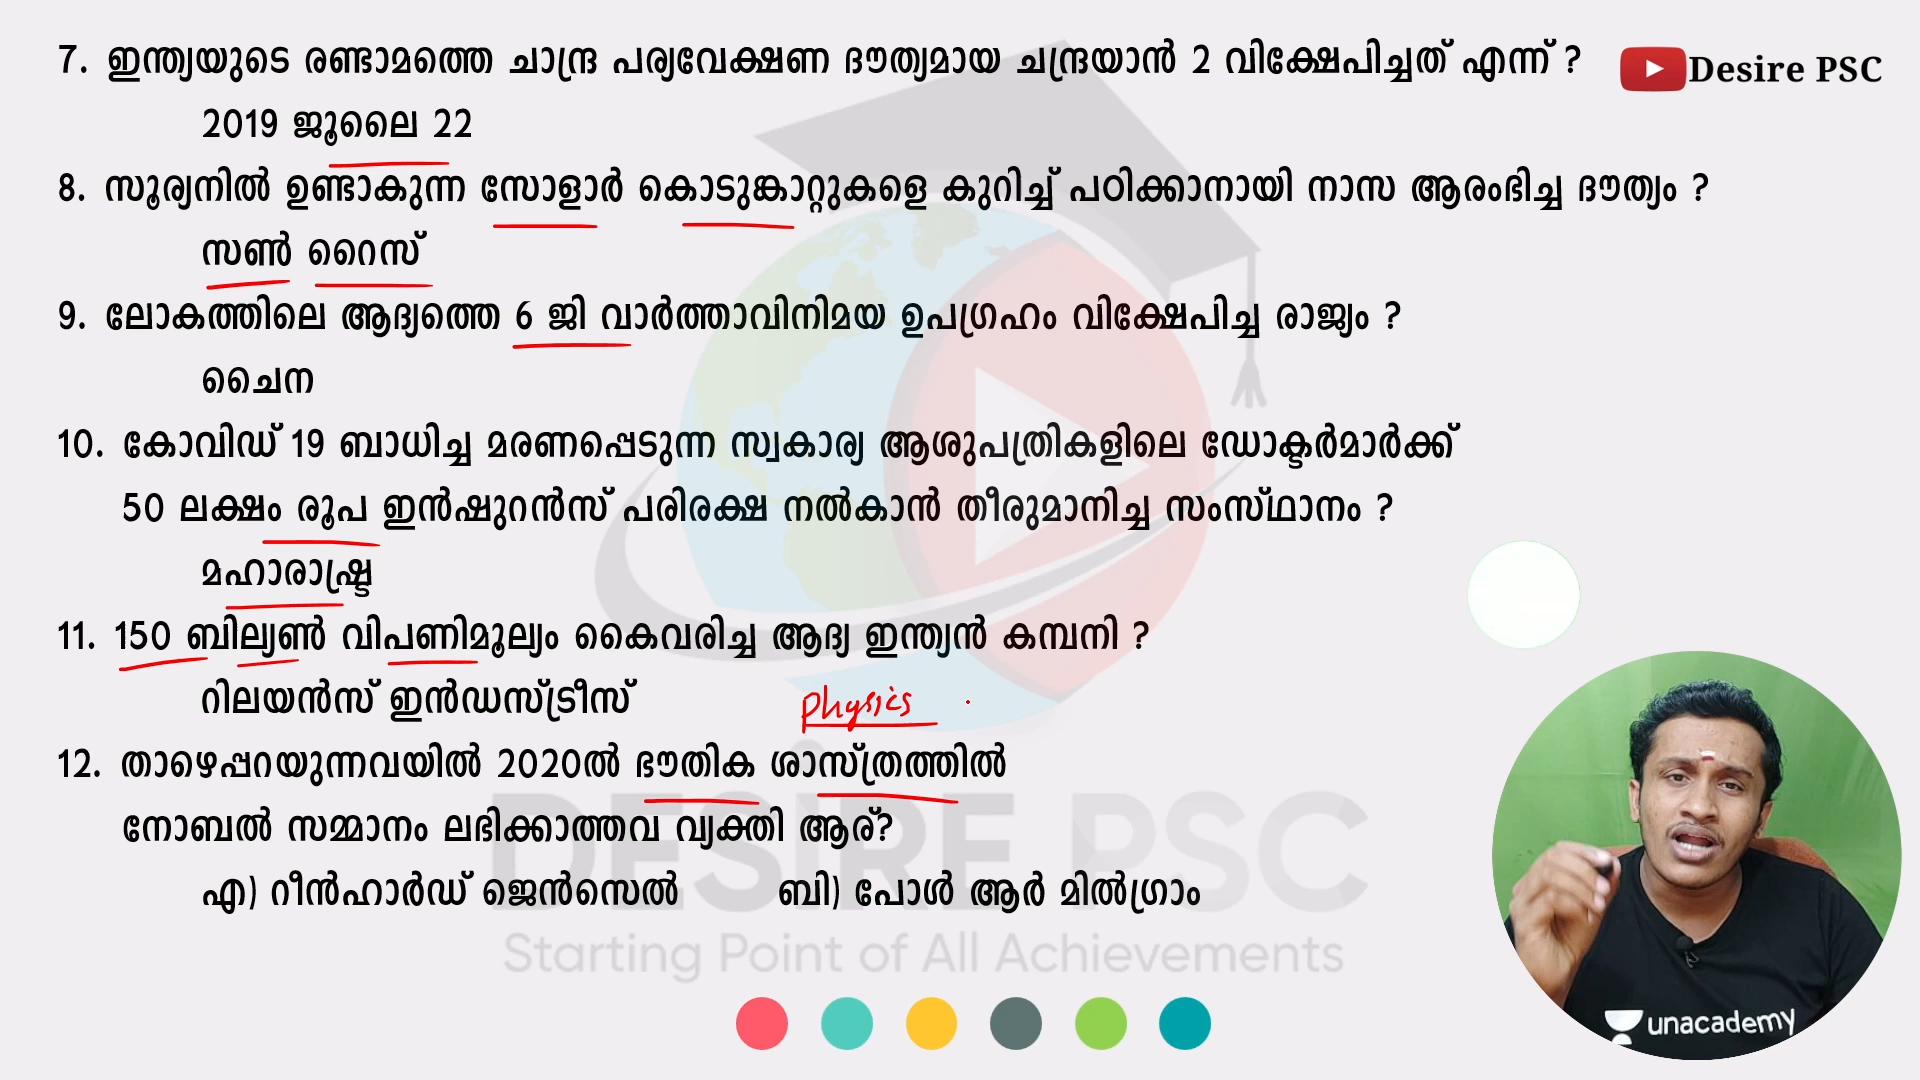 7. ഇന്ത്യയുടെ രണ്ടാമത്തെ ചാന്ദ്ര പര്യവേക്ഷണ ദൗത്യമായ ചന്ദ്രയാൻ 2 വിക്ഷേപിച്ചത് എന്ന് ?
Desire PSC
2019 ജൂലൈ 22
8. സൂര്യനിൽ ഉണ്ടാകുന്ന സോളാർ കൊടുങ്കാറ്റുകളെ കുറിച്ച് പഠിക്കാനായി നാസ ആരംഭിച്ച ദൗത്യം ?
സൺ റൈസ്
9. ലോകത്തിലെ ആദ്യത്തെ 6 ജി വാർത്താവിനിമയ ഉപഗ്രഹം വിക്ഷേപിച്ച രാജ്യം ?
ചൈന
10. കോവിഡ് 19 ബാധിച്ച മരണപ്പെടുന്ന സ്വകാര്യ ആശുപത്രികളിലെ ഡോക്ടർമാർക്ക്
50 ലക്ഷം രൂപ ഇൻഷുറൻസ് പരിരക്ഷ നൽകാൻ തീരുമാനിച്ച സംസ്ഥാനം ?
മഹാരാഷ്ട്ര
11. 150 ബില്യൺ വിപണിമൂല്യം കൈവരിച്ച ആദ്യ ഇന്ത്യൻ കമ്പനി ?
റിലയൻസ് ഇൻഡസ്ട്രീസ്
Physics
12. താഴെപ്പറയുന്നവയിൽ 2020ൽ ഭൗതിക ശാസ്ത്രത്തിൽ
നോബൽ സമ്മാനം ലഭിക്കാത്തവ വ്യക്തി ആര്?
എ) റീൻഹാർഡ് ജെൻസെൽ ബി) പോൾ ആർ മിൽഗ്രാം
DESIRE PSC
Starting Point of All Achievements
unacademy